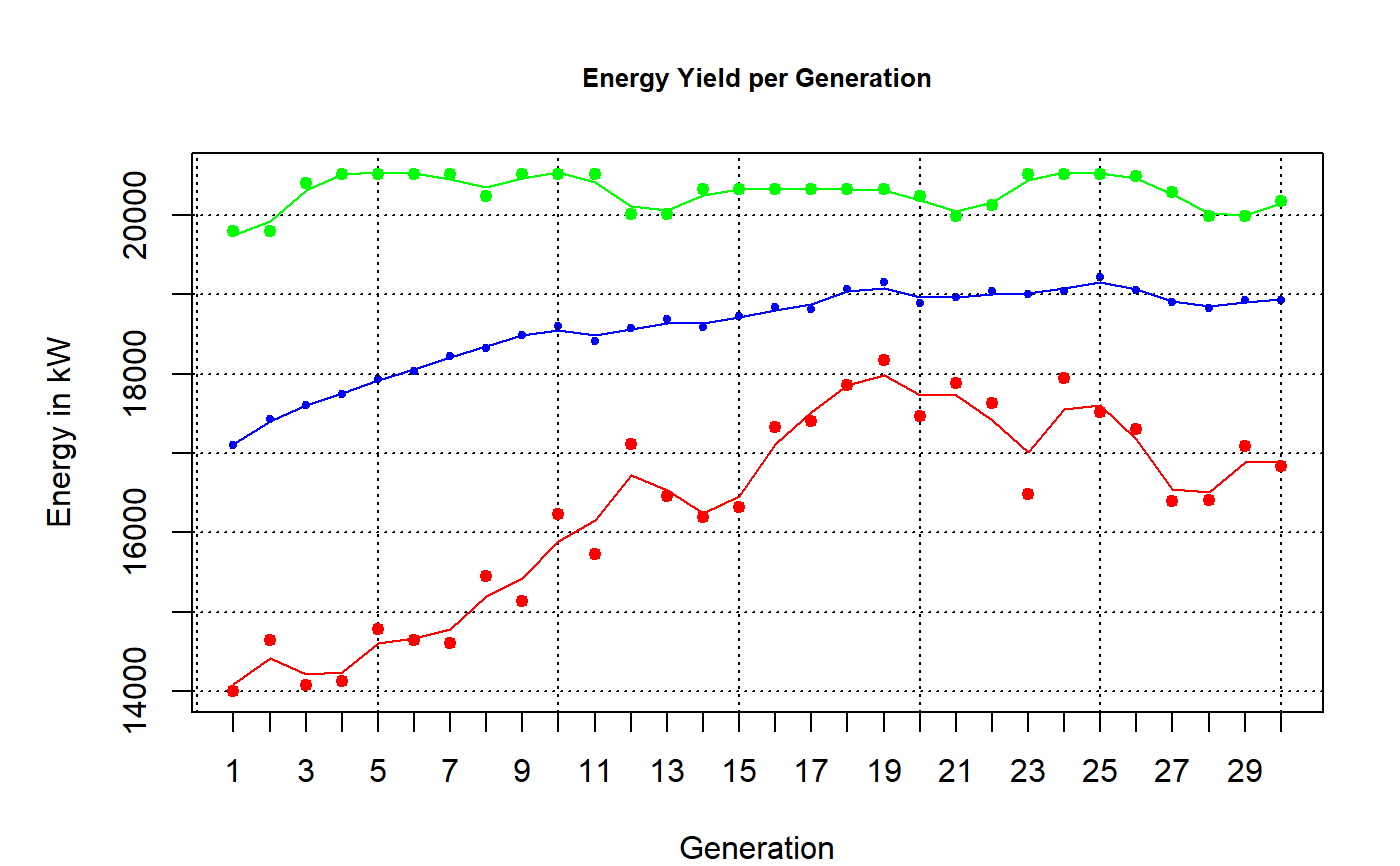 Energy Yield per Generation
Energy in kW
20000
18000
16000
14000
1 3 5 7 9 11 13 15 17 19 21 23 25 27 29
Generation